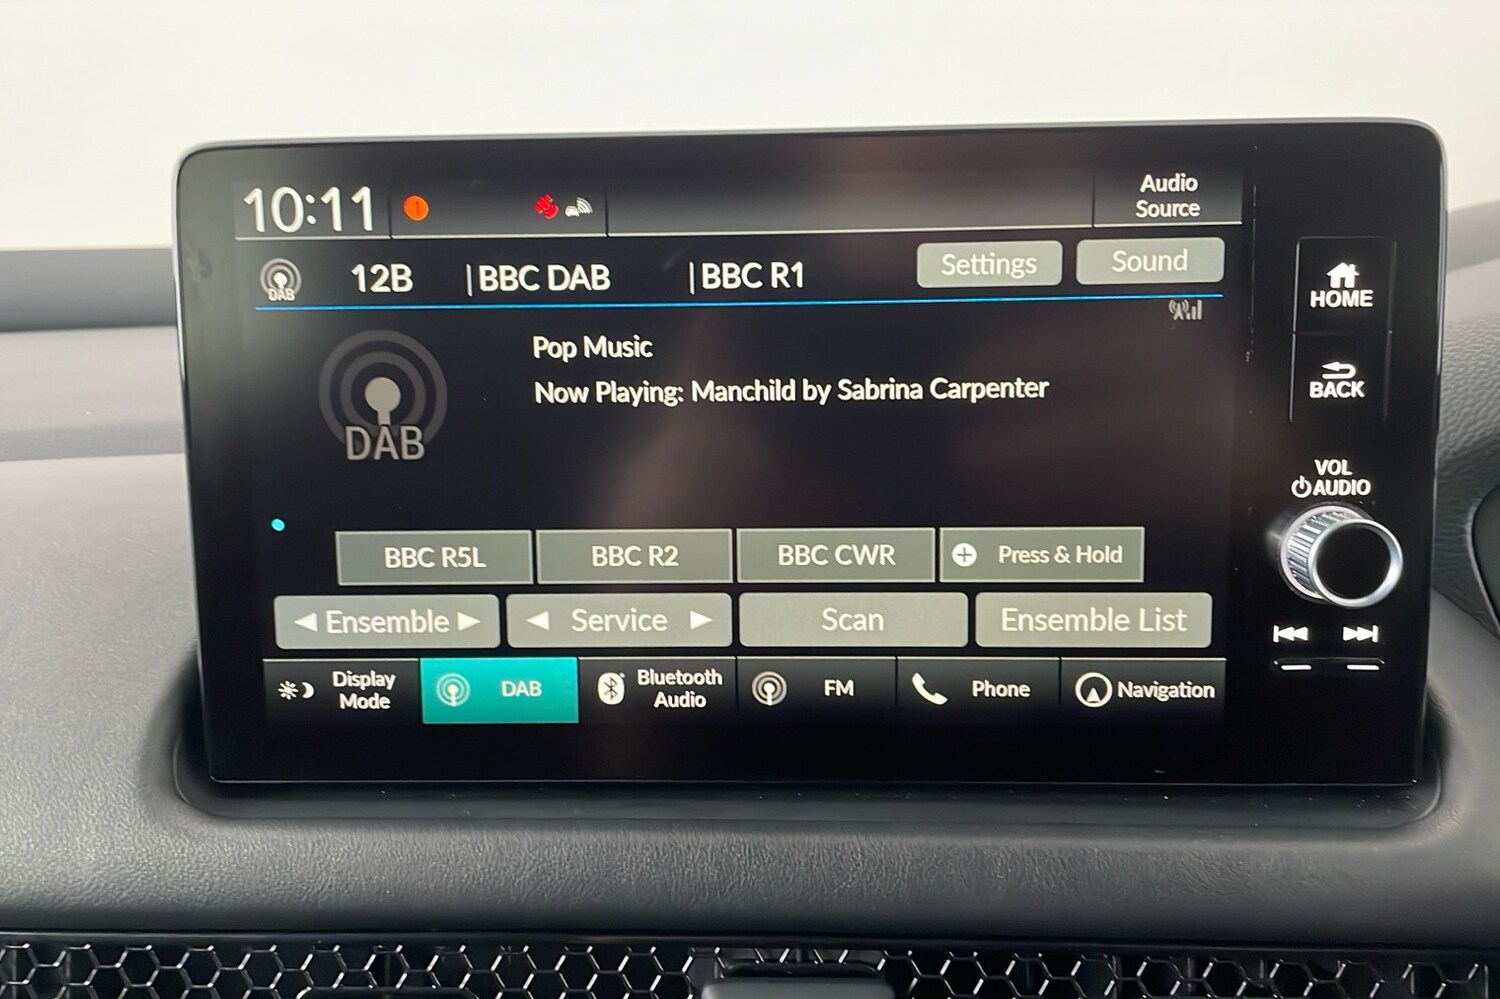 10:11
1
Audio
Source
DAB
12B
|BBC DAB
|BBC R1
Settings
Sound
HOME
Pop Music
Now Playing: Manchild by Sabrina Carpenter
BACK
DAB
VOL
AUDIO
BBC R5L
BBC R2
BBC CWR
Press & Hold
Ensemble
Service
Scan
Ensemble List
Display
Mode
DAB
Bluetooth
Audio
FM
Phone
Navigation